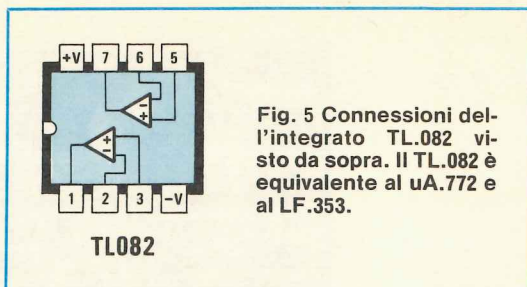 +V 7 6 5
− +
+ −
1 2 3 −V
TL082
Fig. 5 Connessioni del-
l'integrato TL.082 vi-
sto da sopra. Il TL.082 è
equivalente al uA.772 e
al LF.353.